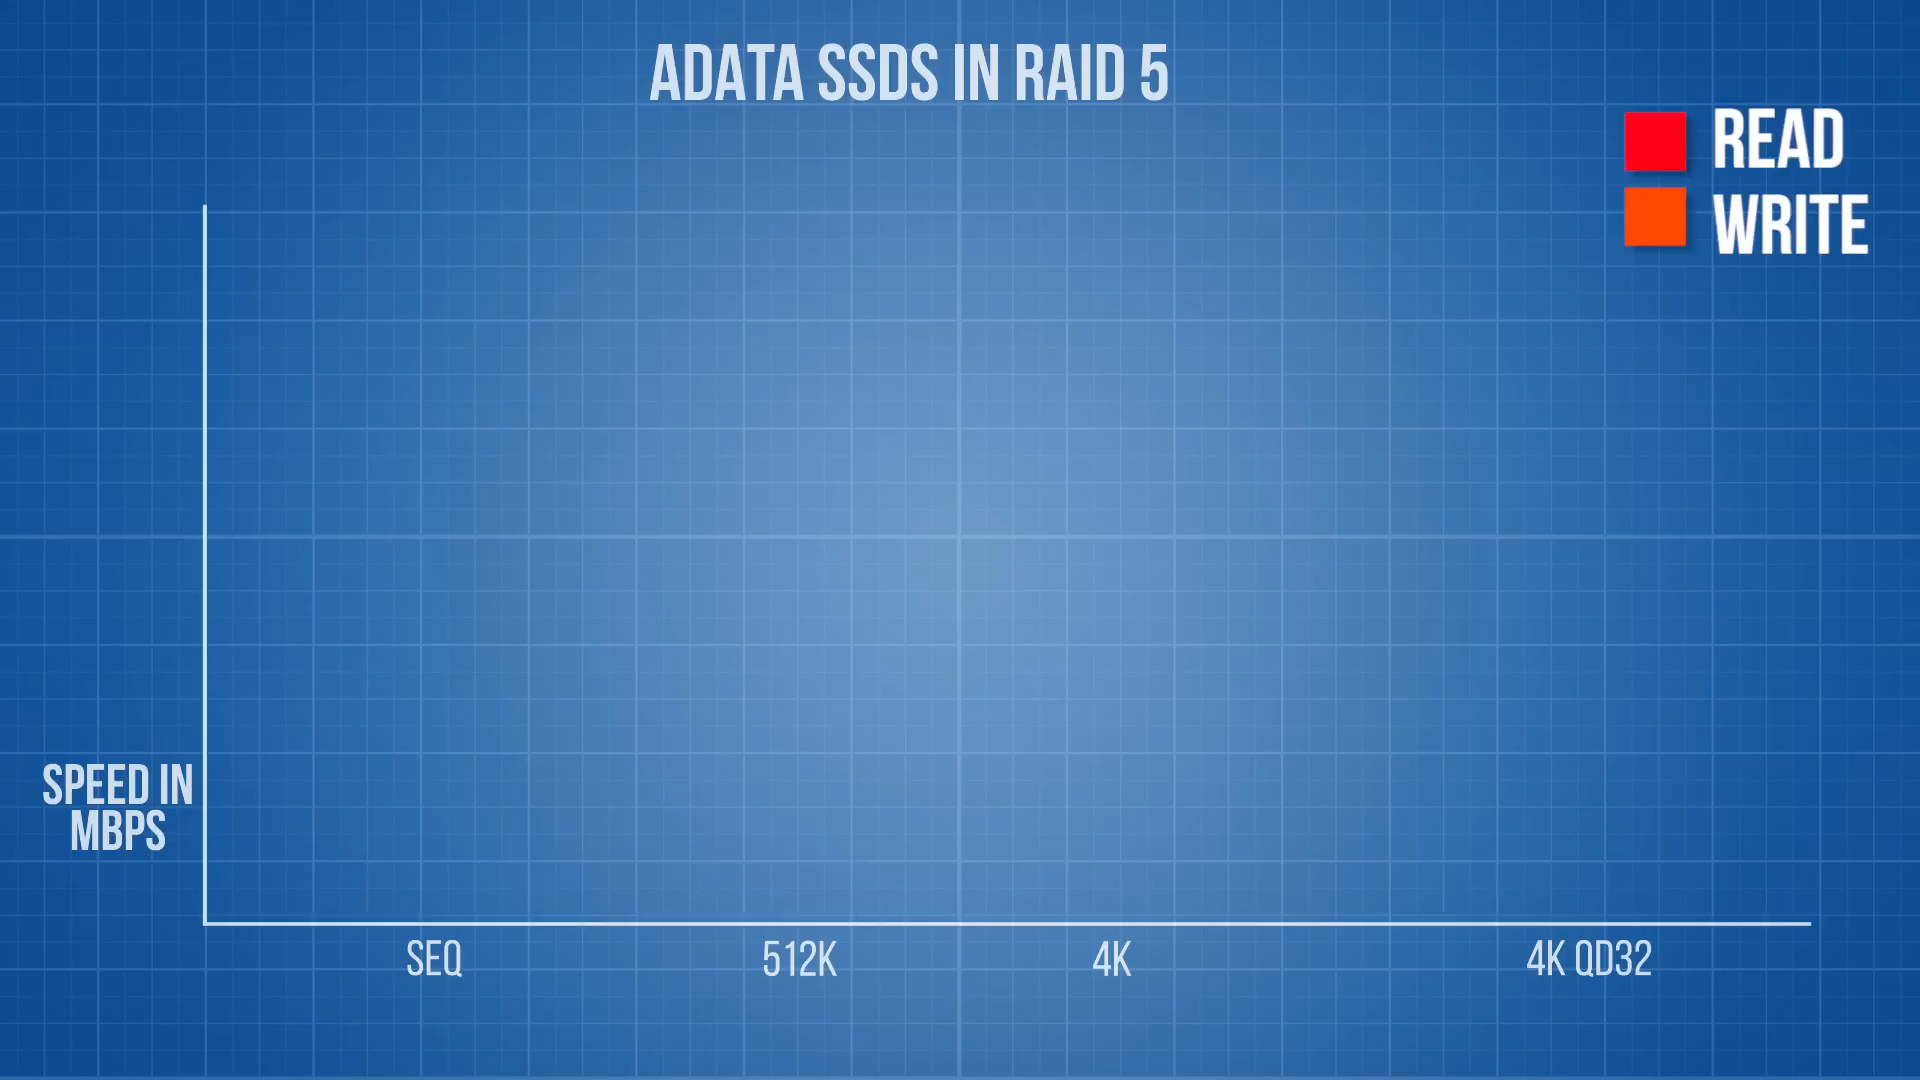 ADATA SSDS IN RAID 5
READ
WRITE
SPEED IN
MBPS
SEQ
512K
4K
4K QD32